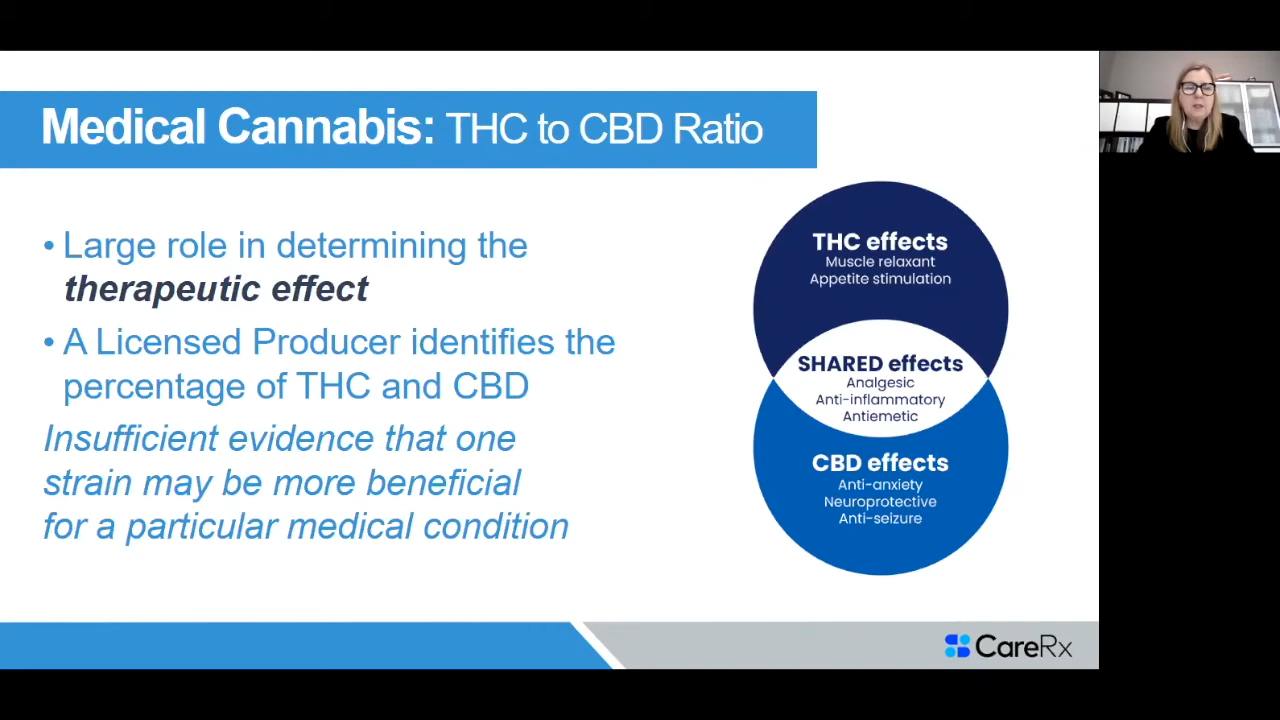 Medical Cannabis: THC to CBD Ratio
• Large role in determining the
therapeutic effect
• A Licensed Producer identifies the
percentage of THC and CBD
Insufficient evidence that one
strain may be more beneficial
for a particular medical condition
THC effects
Muscle relaxant
Appetite stimulation
SHARED effects
Analgesic
Anti-inflammatory
Antiemetic
CBD effects
Anti-anxiety
Neuroprotective
Anti-seizure
CareRx